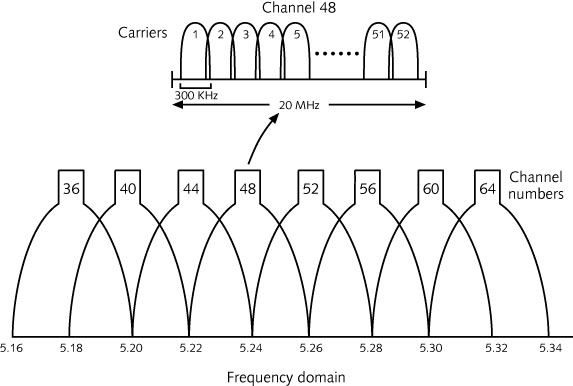 Channel 48
Carriers
1 2 3 4 5 51 52
300 KHz
20 MHz
36 40 44 48 52 56 60 64
Channel
numbers
5.16 5.18 5.20 5.22 5.24 5.26 5.28 5.30 5.32 5.34
Frequency domain